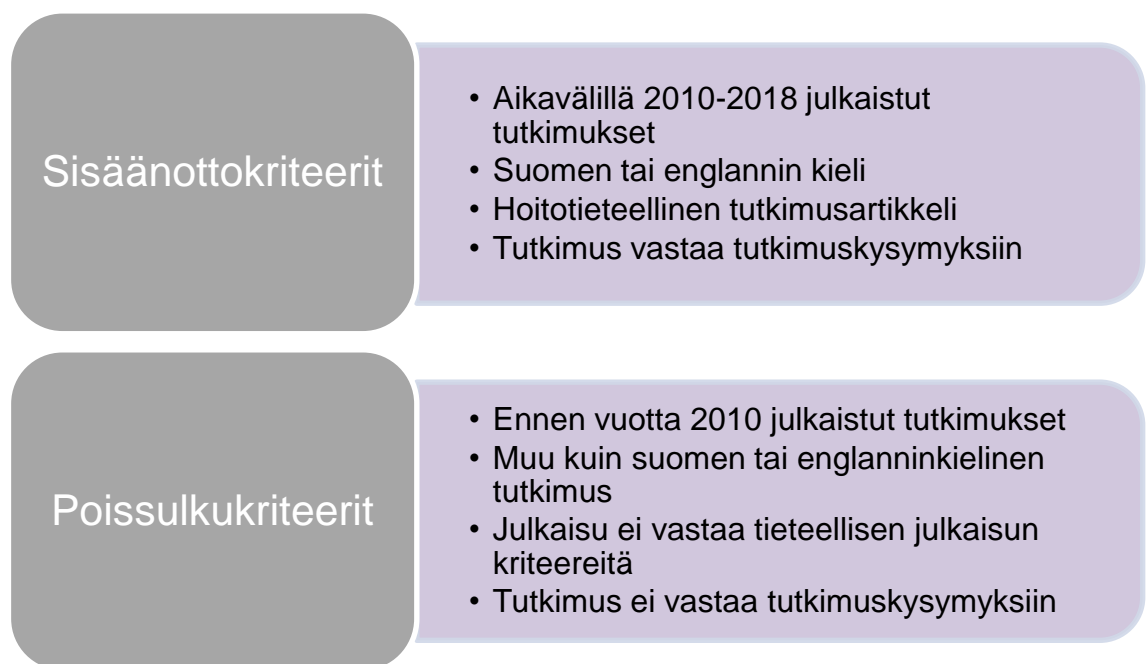 Sisäänottokriteerit
• Aikavälillä 2010-2018 julkaistut
tutkimukset
• Suomen tai englannin kieli
• Hoitotieteellinen tutkimusartikkeli
• Tutkimus vastaa tutkimuskysymyksiin
Poissulkukriteerit
• Ennen vuotta 2010 julkaistut tutkimukset
• Muu kuin suomen tai englanninkielinen
tutkimus
• Julkaisu ei vastaa tieteellisen julkaisun
kriteereitä
• Tutkimus ei vastaa tutkimuskysymyksiin